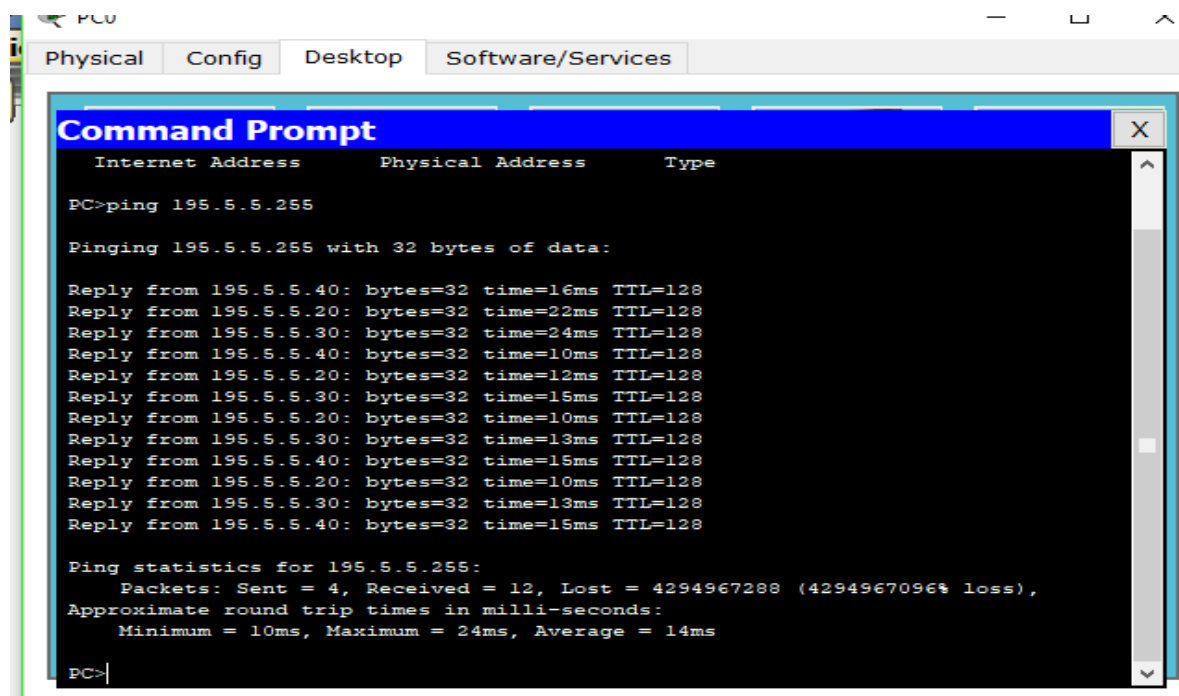 PC0
Physical Config Desktop Software/Services
Command Prompt X
Internet Address Physical Address Type
PC>ping 195.5.5.255
Pinging 195.5.5.255 with 32 bytes of data:
Reply from 195.5.5.40: bytes=32 time=16ms TTL=128
Reply from 195.5.5.20: bytes=32 time=22ms TTL=128
Reply from 195.5.5.30: bytes=32 time=24ms TTL=128
Reply from 195.5.5.40: bytes=32 time=10ms TTL=128
Reply from 195.5.5.20: bytes=32 time=12ms TTL=128
Reply from 195.5.5.30: bytes=32 time=15ms TTL=128
Reply from 195.5.5.20: bytes=32 time=10ms TTL=128
Reply from 195.5.5.30: bytes=32 time=13ms TTL=128
Reply from 195.5.5.40: bytes=32 time=15ms TTL=128
Reply from 195.5.5.20: bytes=32 time=10ms TTL=128
Reply from 195.5.5.30: bytes=32 time=13ms TTL=128
Reply from 195.5.5.40: bytes=32 time=15ms TTL=128
Ping statistics for 195.5.5.255:
Packets: Sent = 4, Received = 12, Lost = 4294967288 (4294967096% loss),
Approximate round trip times in milli-seconds:
Minimum = 10ms, Maximum = 24ms, Average = 14ms
PC>